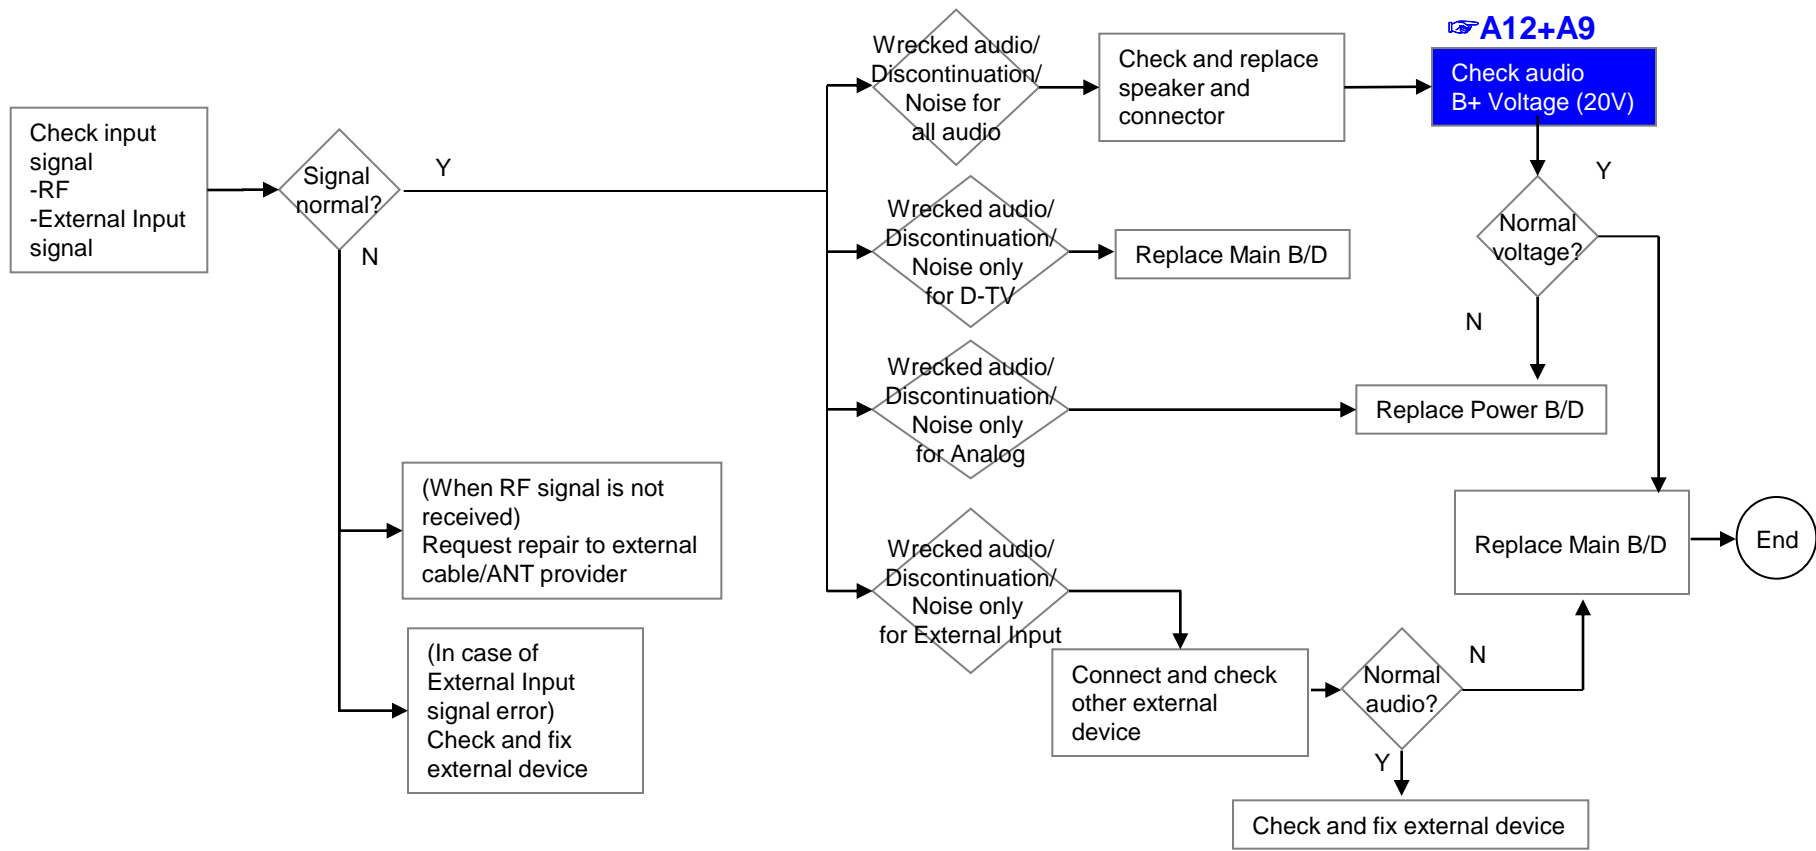 Check input
signal
-RF
-External Input
signal
Signal
normal?
Y
N
(When RF signal is not
received)
Request repair to external
cable/ANT provider
(In case of
External Input
signal error)
Check and fix
external device
Wrecked audio/
Discontinuation/
Noise for
all audio
Check and replace
speaker and
connector
☞A12+A9
Check audio
B+ Voltage (20V)
Y
Normal
voltage?
N
Wrecked audio/
Discontinuation/
Noise only
for D-TV
Replace Main B/D
Wrecked audio/
Discontinuation/
Noise only
for Analog
Replace Power B/D
Wrecked audio/
Discontinuation/
Noise only
for External Input
Connect and check
other external
device
Normal
audio?
N
Y
Replace Main B/D
End
Check and fix external device